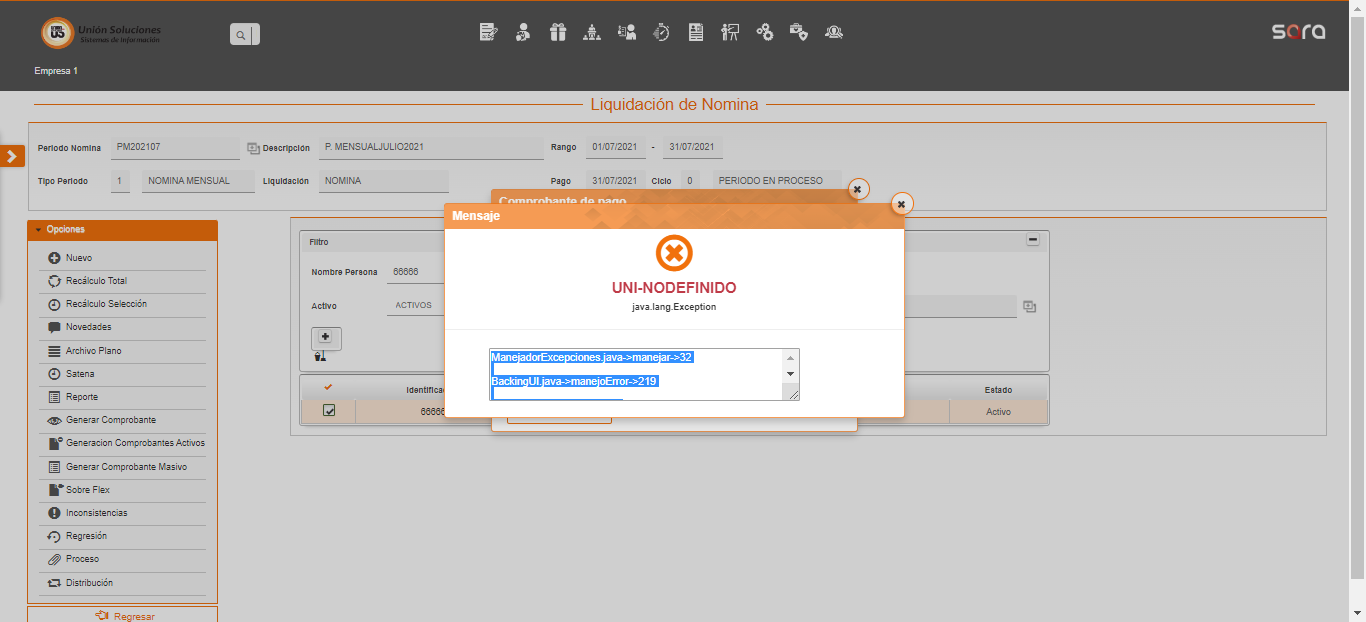 Unión Soluciones
Sistemas de Información
sara
Empresa 1
Liquidación de Nomina
Periodo Nomina PM202107 Descripción P. MENSUALJULIO2021 Rango 01/07/2021 - 31/07/2021
Tipo Periodo 1 NOMINA MENSUAL Liquidación NOMINA Pago 31/07/2021 Ciclo 0 PERIODO EN PROCESO
Comprobante de pago
Mensaje
UNI-NODEFINIDO
java.lang.Exception
ManejadorExcepciones.java->manejar->32
BackingUI.java->manejoError->219
Opciones
Nuevo
Recálculo Total
Recálculo Selección
Novedades
Archivo Plano
Satena
Reporte
Generar Comprobante
Generacion Comprobantes Activos
Generar Comprobante Masivo
Sobre Flex
Inconsistencias
Regresión
Proceso
Distribución
Regresar
Filtro
Nombre Persona 66666
Activo ACTIVOS
Identifica Estado
6666 Activo